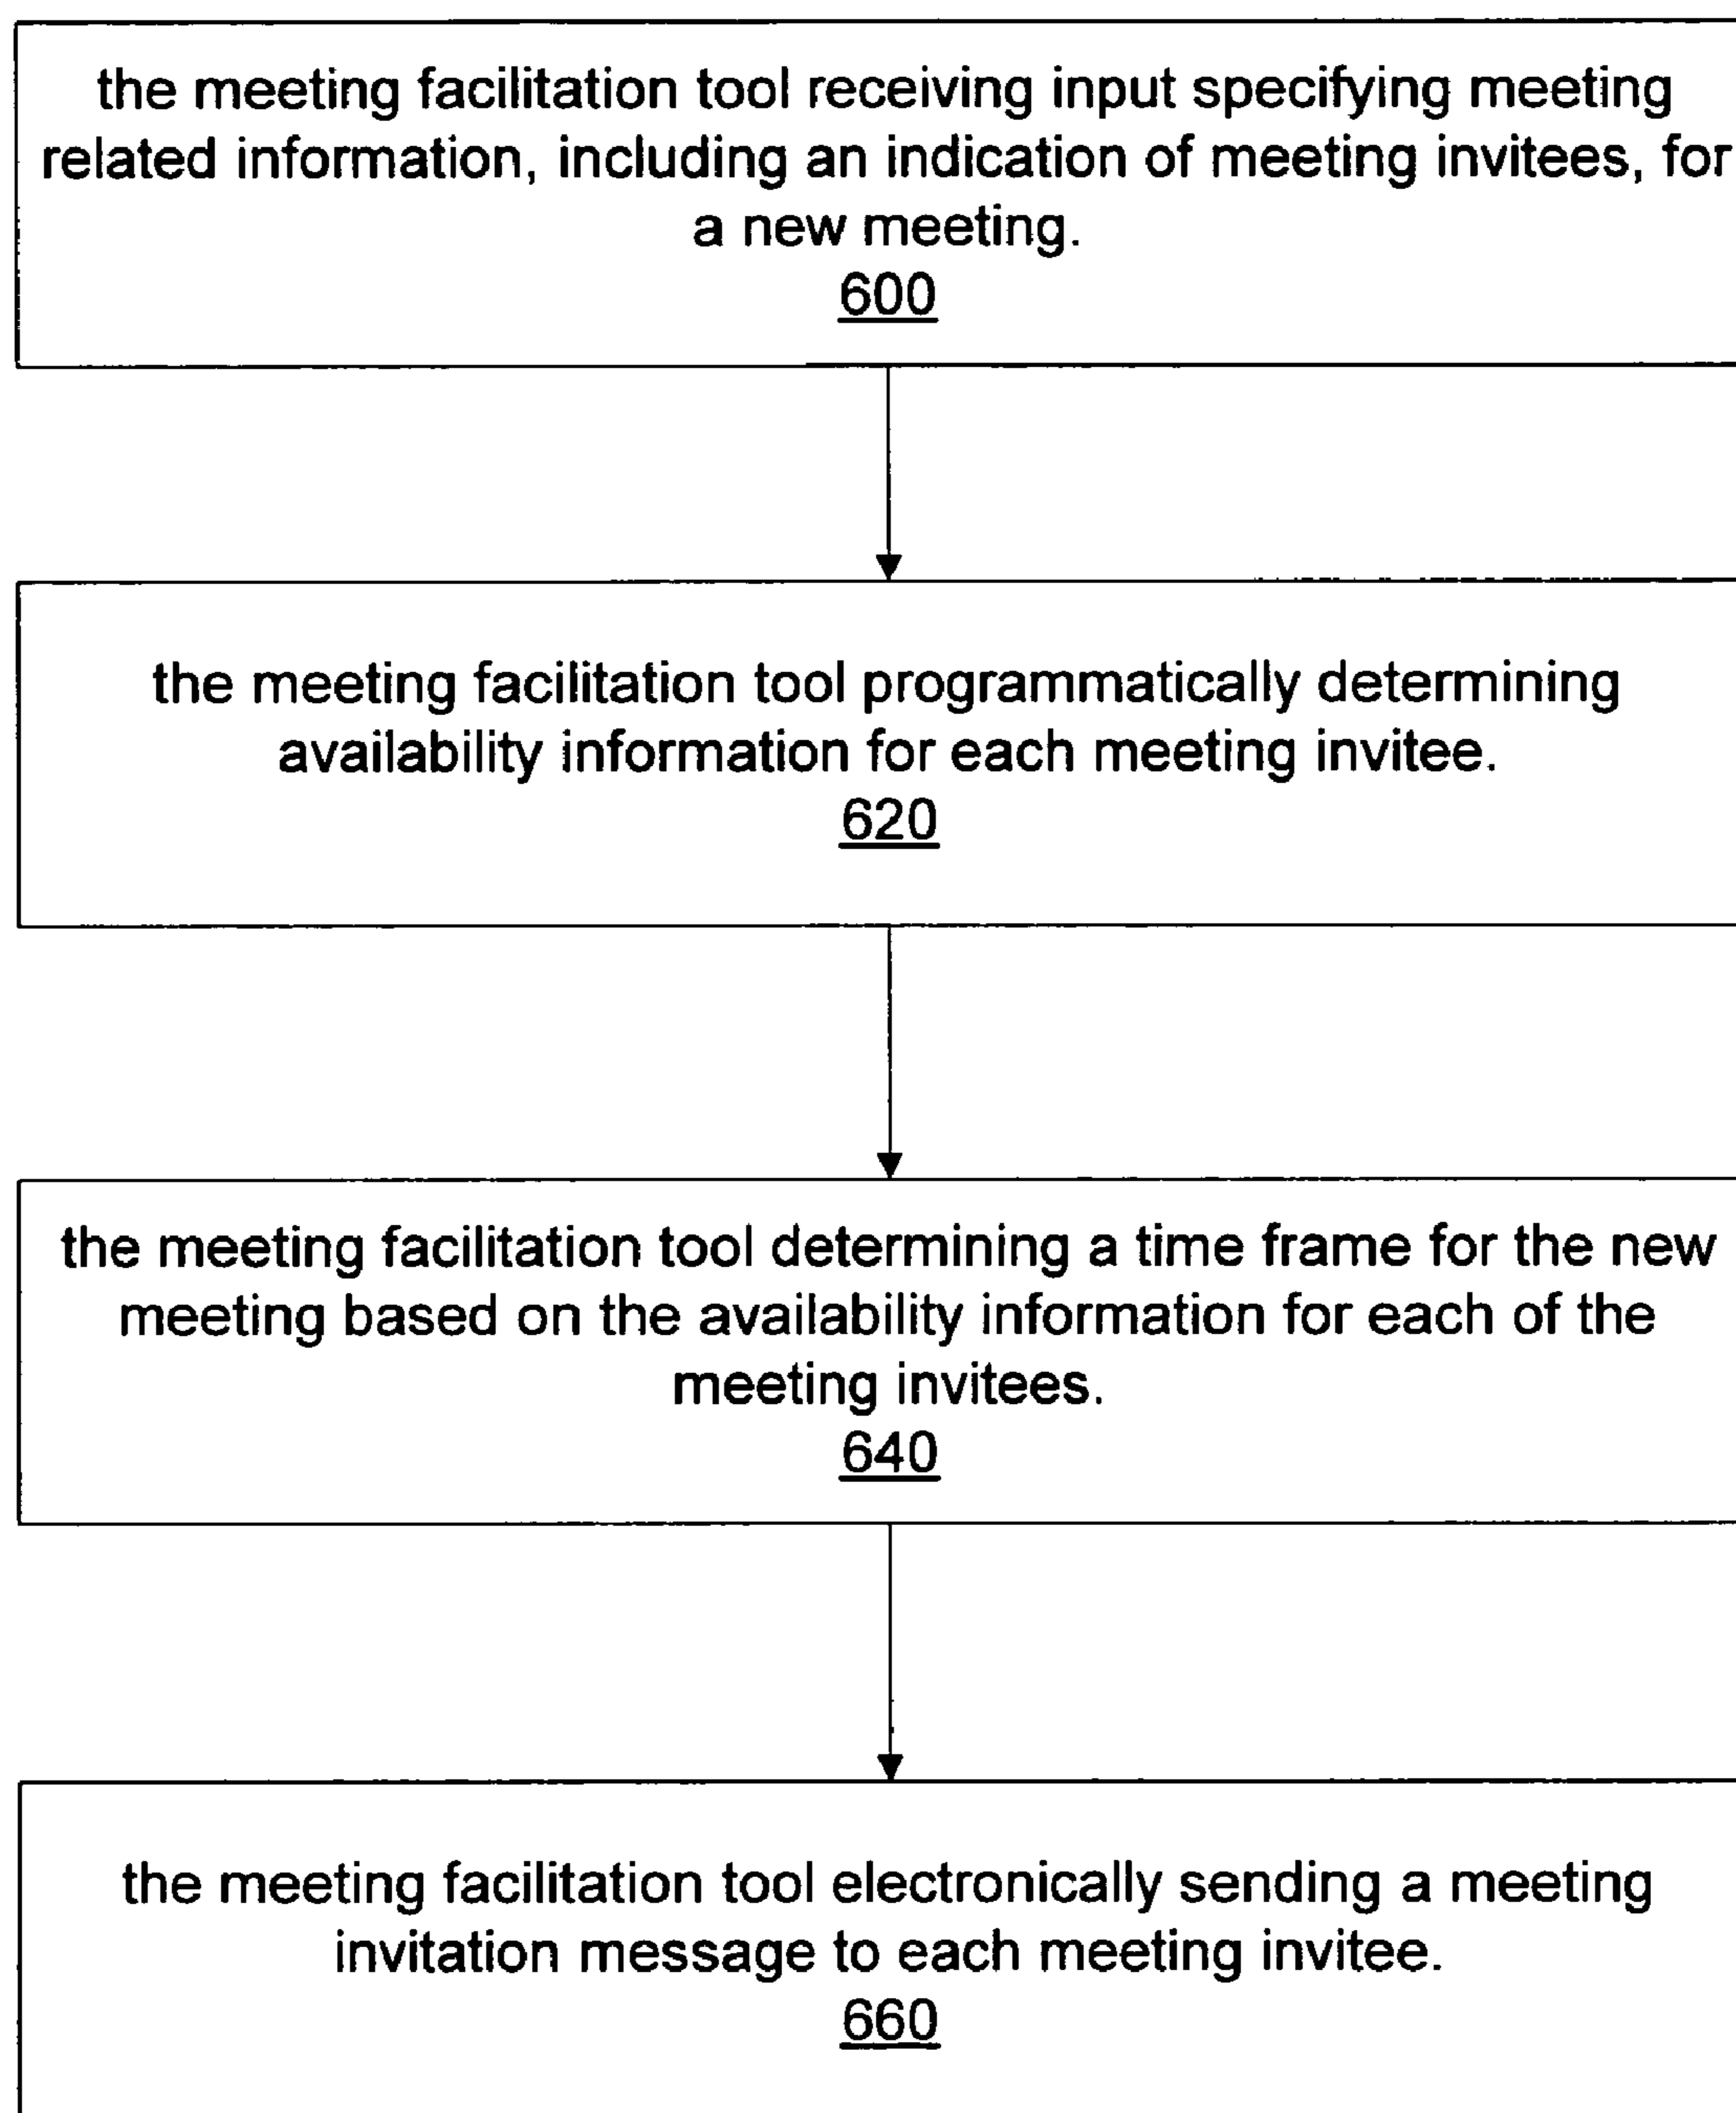 the meeting facilitation tool receiving input specifying meeting
related information, including an indication of meeting invitees, for
a new meeting.
600
the meeting facilitation tool programmatically determining
availability information for each meeting invitee.
620
the meeting facilitation tool determining a time frame for the new
meeting based on the availability information for each of the
meeting invitees.
640
the meeting facilitation tool electronically sending a meeting
invitation message to each meeting invitee.
660